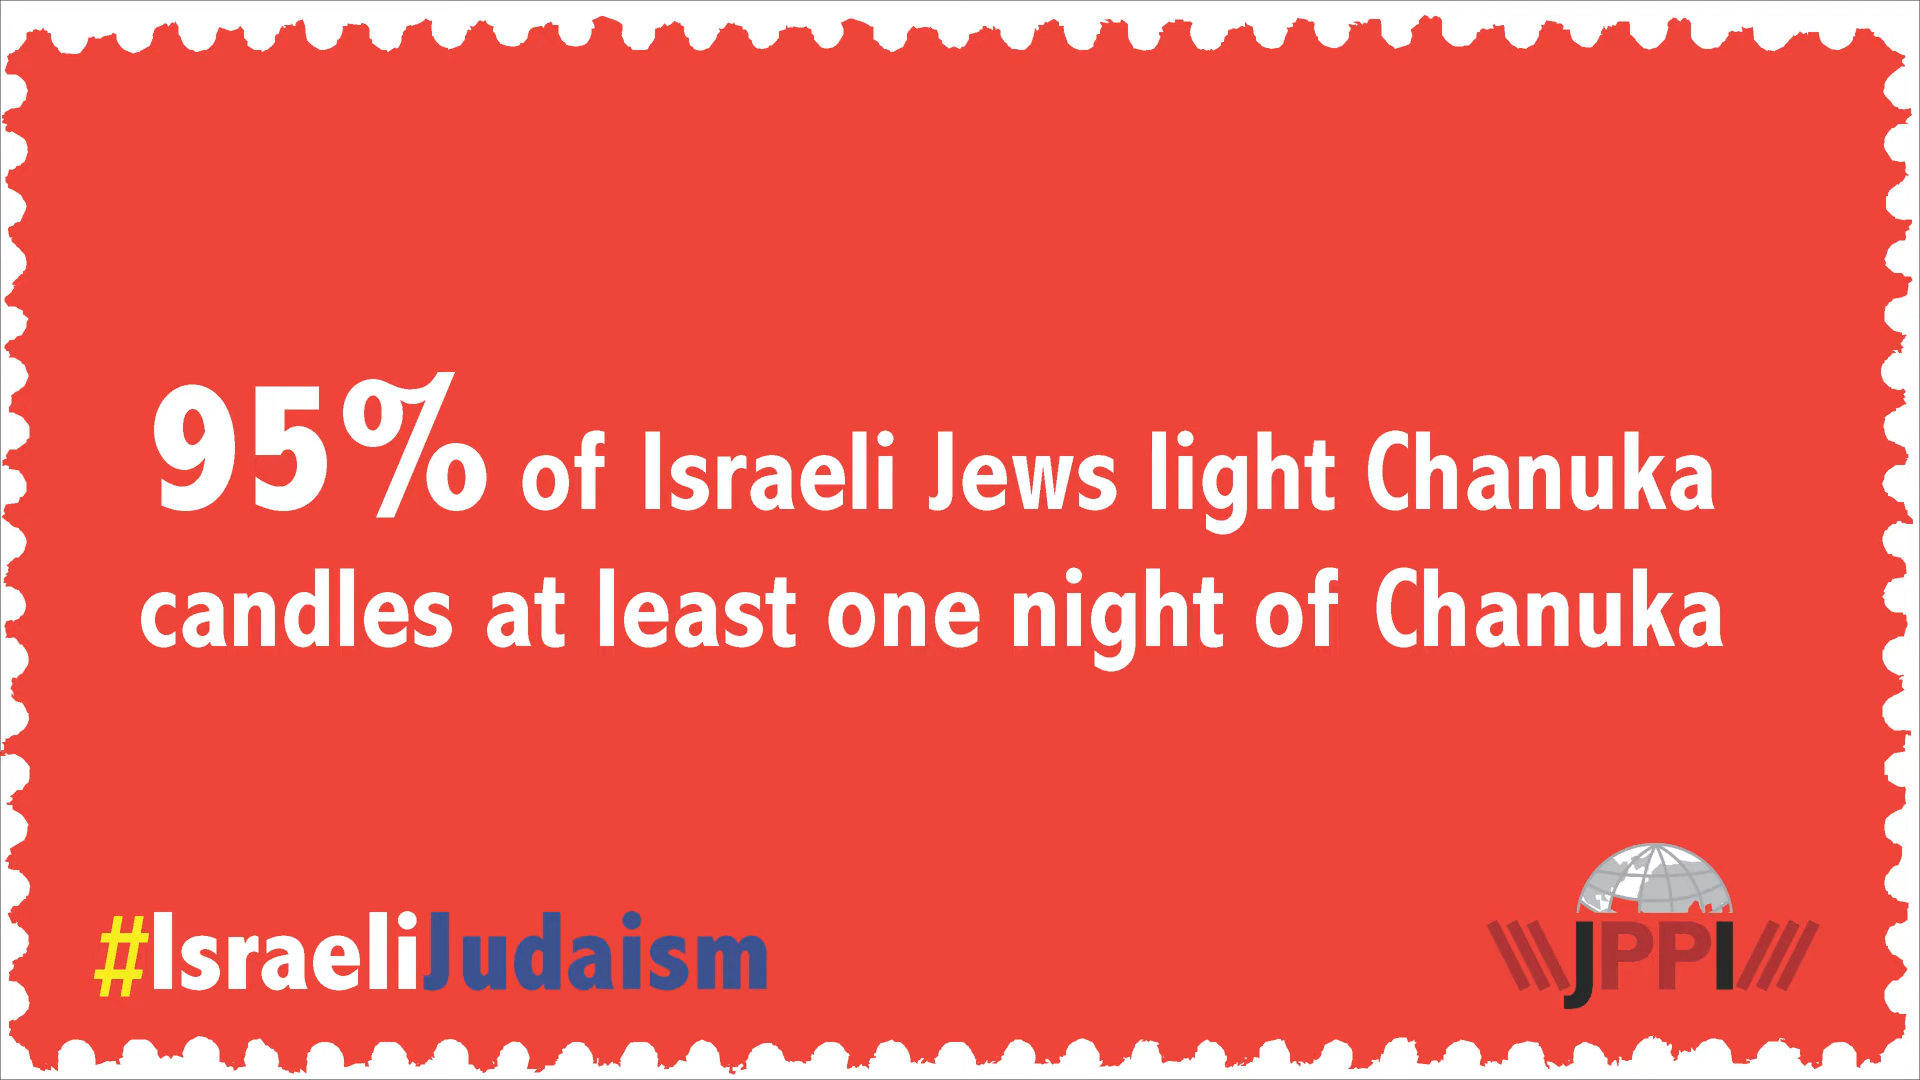 95% of Israeli Jews light Chanuka
candles at least one night of Chanuka
#IsraeliJudaism
JPPI